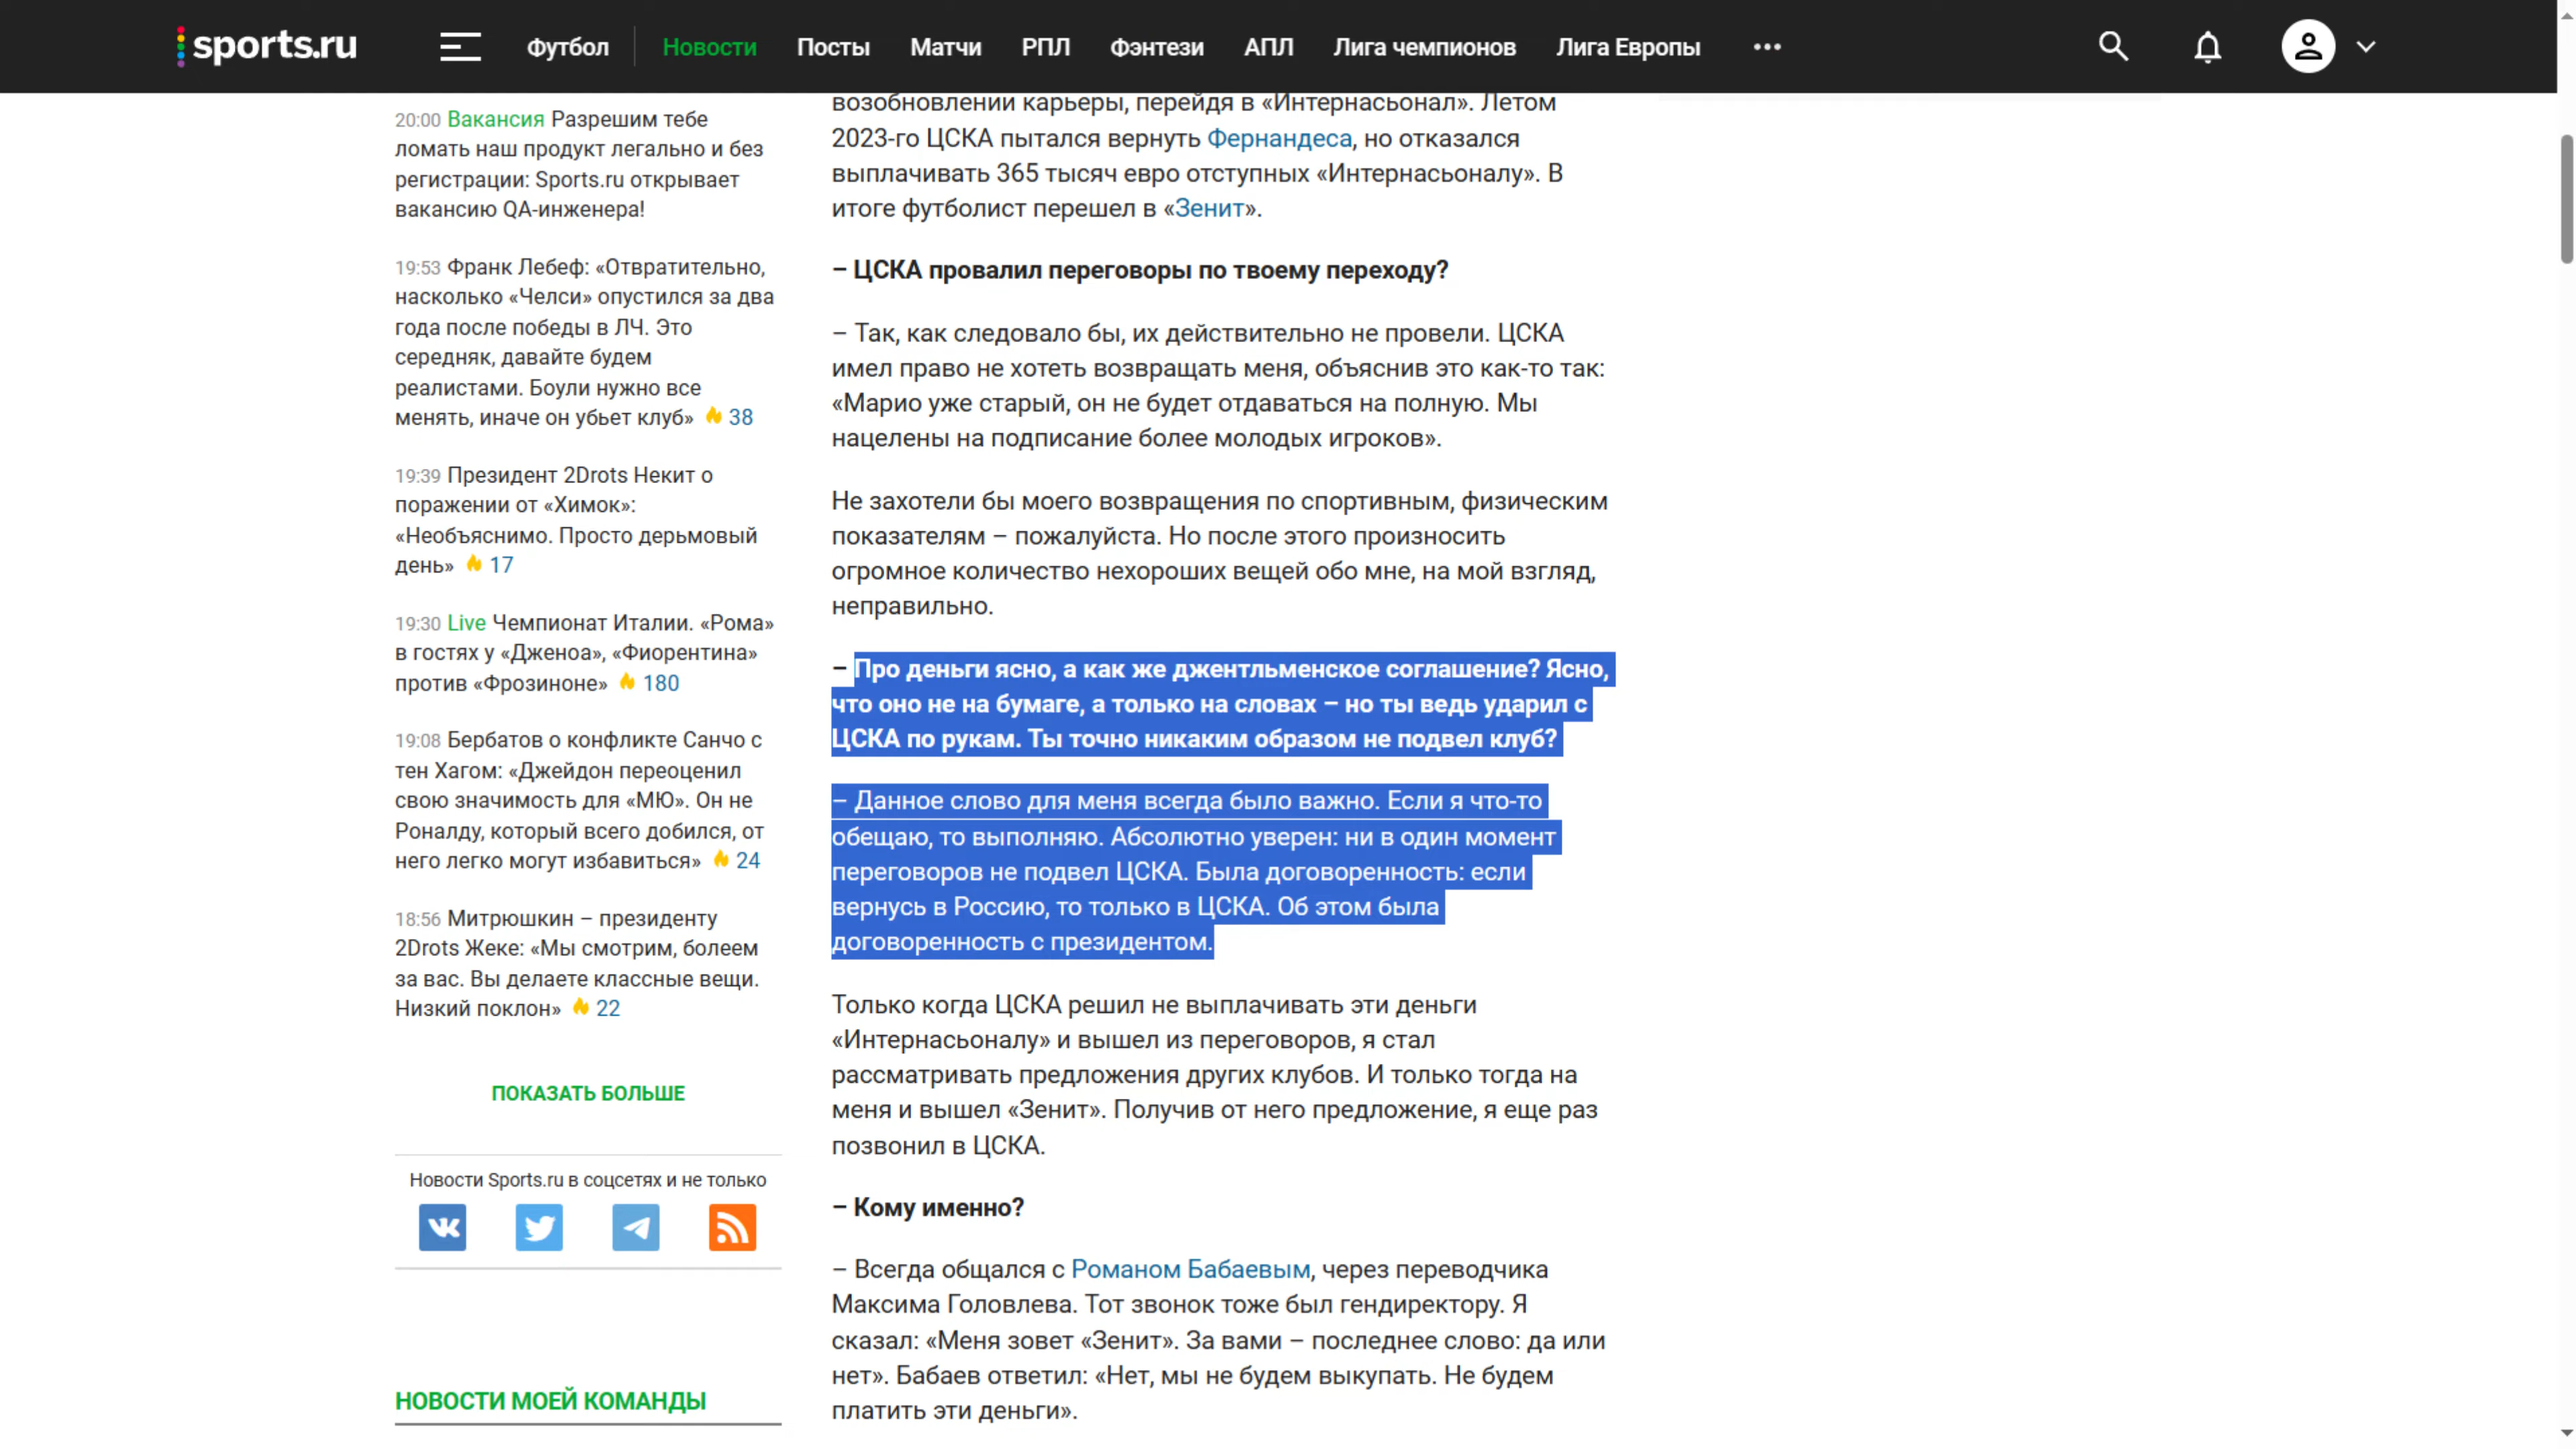 sports.ru
Футбол
Новости
Посты
Матчи
РПЛ
Фэнтези
АПЛ
Лига чемпионов
Лига Европы
20:00 Вакансия Разрешим тебе
ломать наш продукт легально и без
регистрации: Sports.ru открывает
вакансию QA-инженера!
19:53 Франк Лебеф: «Отвратительно,
насколько «Челси» опустился за два
года после победы в ЛЧ. Это
середняк, давайте будем
реалистами. Боули нужно все
менять, иначе он убьет клуб» 38
19:39 Президент 2Drots Некит о
поражении от «Химок»:
«Необъяснимо. Просто дерьмовый
день» 17
19:30 Live Чемпионат Италии. «Рома»
в гостях у «Дженоа», «Фиорентина»
против «Фрозиноне» 180
19:08 Бербатов о конфликте Санчо с
тен Хагом: «Джейдон переоценил
свою значимость для «МЮ». Он не
Роналду, который всего добился, от
него легко могут избавиться» 24
18:56 Митрюшкин – президенту
2Drots Жеке: «Мы смотрим, болеем
за вас. Вы делаете классные вещи.
Низкий поклон» 22
ПОКАЗАТЬ БОЛЬШЕ
Новости Sports.ru в соцсетях и не только
НОВОСТИ МОЕЙ КОМАНДЫ
возобновлении карьеры, перейдя в «Интернасьонал». Летом
2023-го ЦСКА пытался вернуть Фернандеса, но отказался
выплачивать 365 тысяч евро отступных «Интернасьоналу». В
итоге футболист перешел в «Зенит».
– ЦСКА провалил переговоры по твоему переходу?
– Так, как следовало бы, их действительно не провели. ЦСКА
имел право не хотеть возвращать меня, объяснив это как-то так:
«Марио уже старый, он не будет отдаваться на полную. Мы
нацелены на подписание более молодых игроков».
Не захотели бы моего возвращения по спортивным, физическим
показателям – пожалуйста. Но после этого произносить
огромное количество нехороших вещей обо мне, на мой взгляд,
неправильно.
– Про деньги ясно, а как же джентльменское соглашение? Ясно,
что оно не на бумаге, а только на словах – но ты ведь ударил с
ЦСКА по рукам. Ты точно никаким образом не подвел клуб?
– Данное слово для меня всегда было важно. Если я что-то
обещаю, то выполняю. Абсолютно уверен: ни в один момент
переговоров не подвел ЦСКА. Была договоренность: если
вернусь в Россию, то только в ЦСКА. Об этом была
договоренность с президентом.
Только когда ЦСКА решил не выплачивать эти деньги
«Интернасьоналу» и вышел из переговоров, я стал
рассматривать предложения других клубов. И только тогда на
меня и вышел «Зенит». Получив от него предложение, я еще раз
позвонил в ЦСКА.
– Кому именно?
– Всегда общался с Романом Бабаевым, через переводчика
Максима Головлева. Тот звонок тоже был гендиректору. Я
сказал: «Меня зовет «Зенит». За вами – последнее слово: да или
нет». Бабаев ответил: «Нет, мы не будем выкупать. Не будем
платить эти деньги».